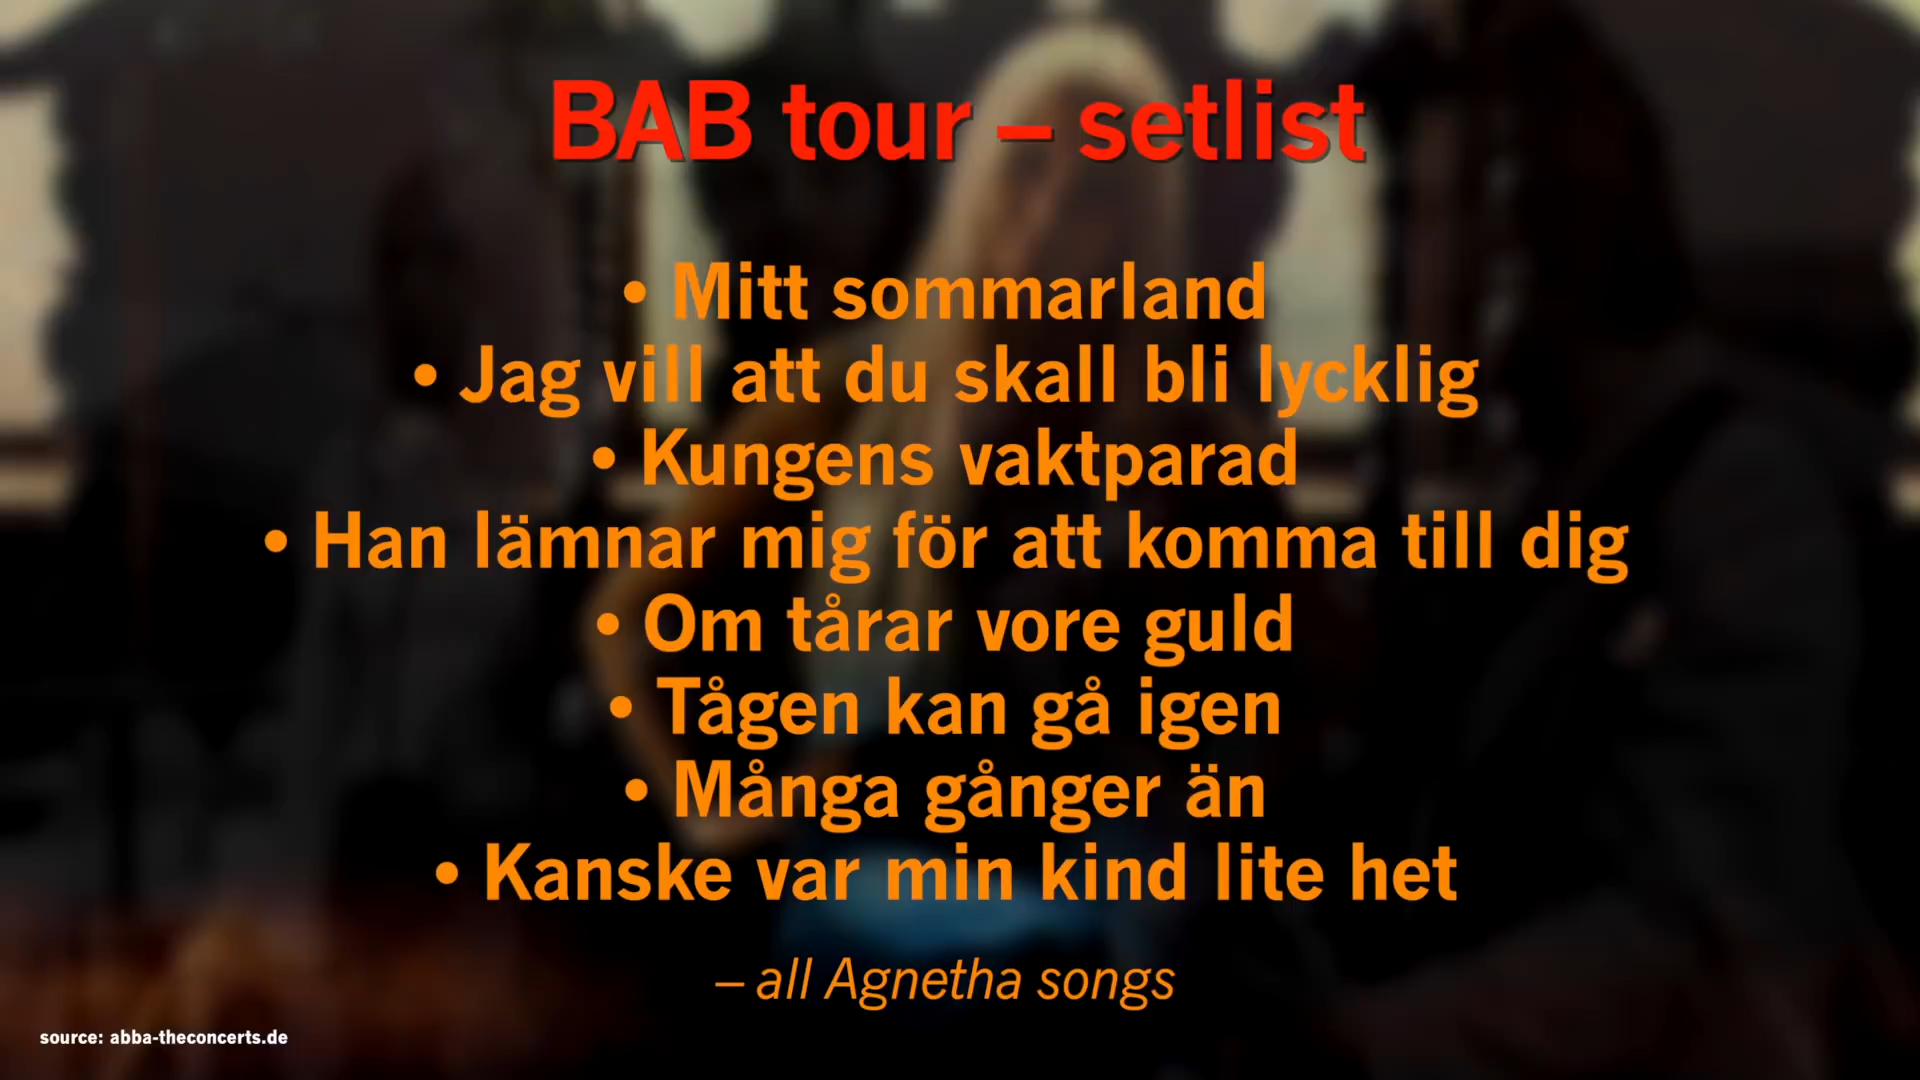 BAB tour – setlist
• Mitt sommarland
• Jag vill att du skall bli lycklig
• Kungens vaktparad
• Han lämnar mig för att komma till dig
• Om tårar vore guld
• Tågen kan gå igen
• Många gånger än
• Kanske var min kind lite het
– all Agnetha songs
source: abba-theconcerts.de